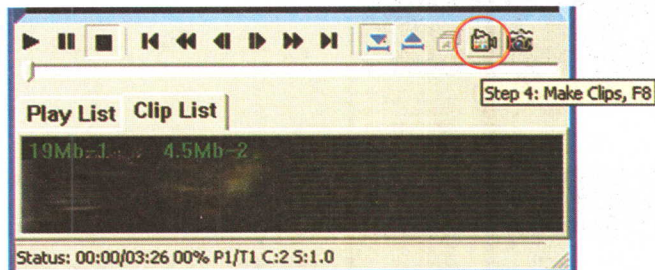 Step 4: Make Clips, F8
Play List Clip List
19Mb-1 4.5Mb-2
Status: 00:00/03:26 00% P1/T1 C:2 S:1.0